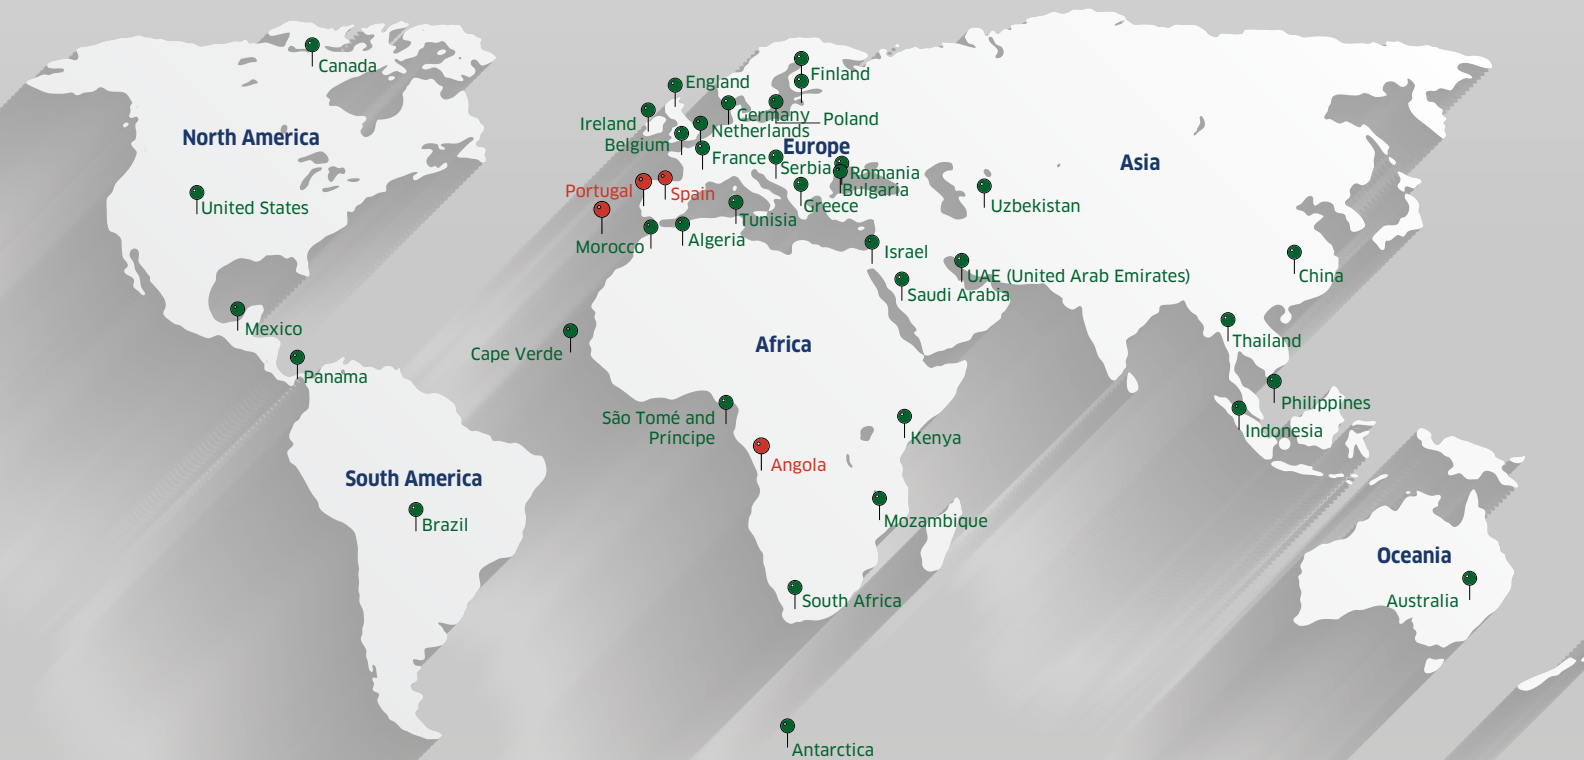 Canada
North America
United States
Mexico
Panama
South America
Brazil
England
Finland
Ireland
Germany
Poland
Netherlands
Belgium
Europe
France
Serbia
Romania
Portugal
Spain
Bulgaria
Greece
Tunisia
Morocco
Algeria
Israel
UAE (United Arab Emirates)
Saudi Arabia
Asia
Uzbekistan
China
Thailand
Philippines
Indonesia
Cape Verde
Africa
São Tomé and
Príncipe
Angola
Kenya
Mozambique
South Africa
Oceania
Australia
Antarctica